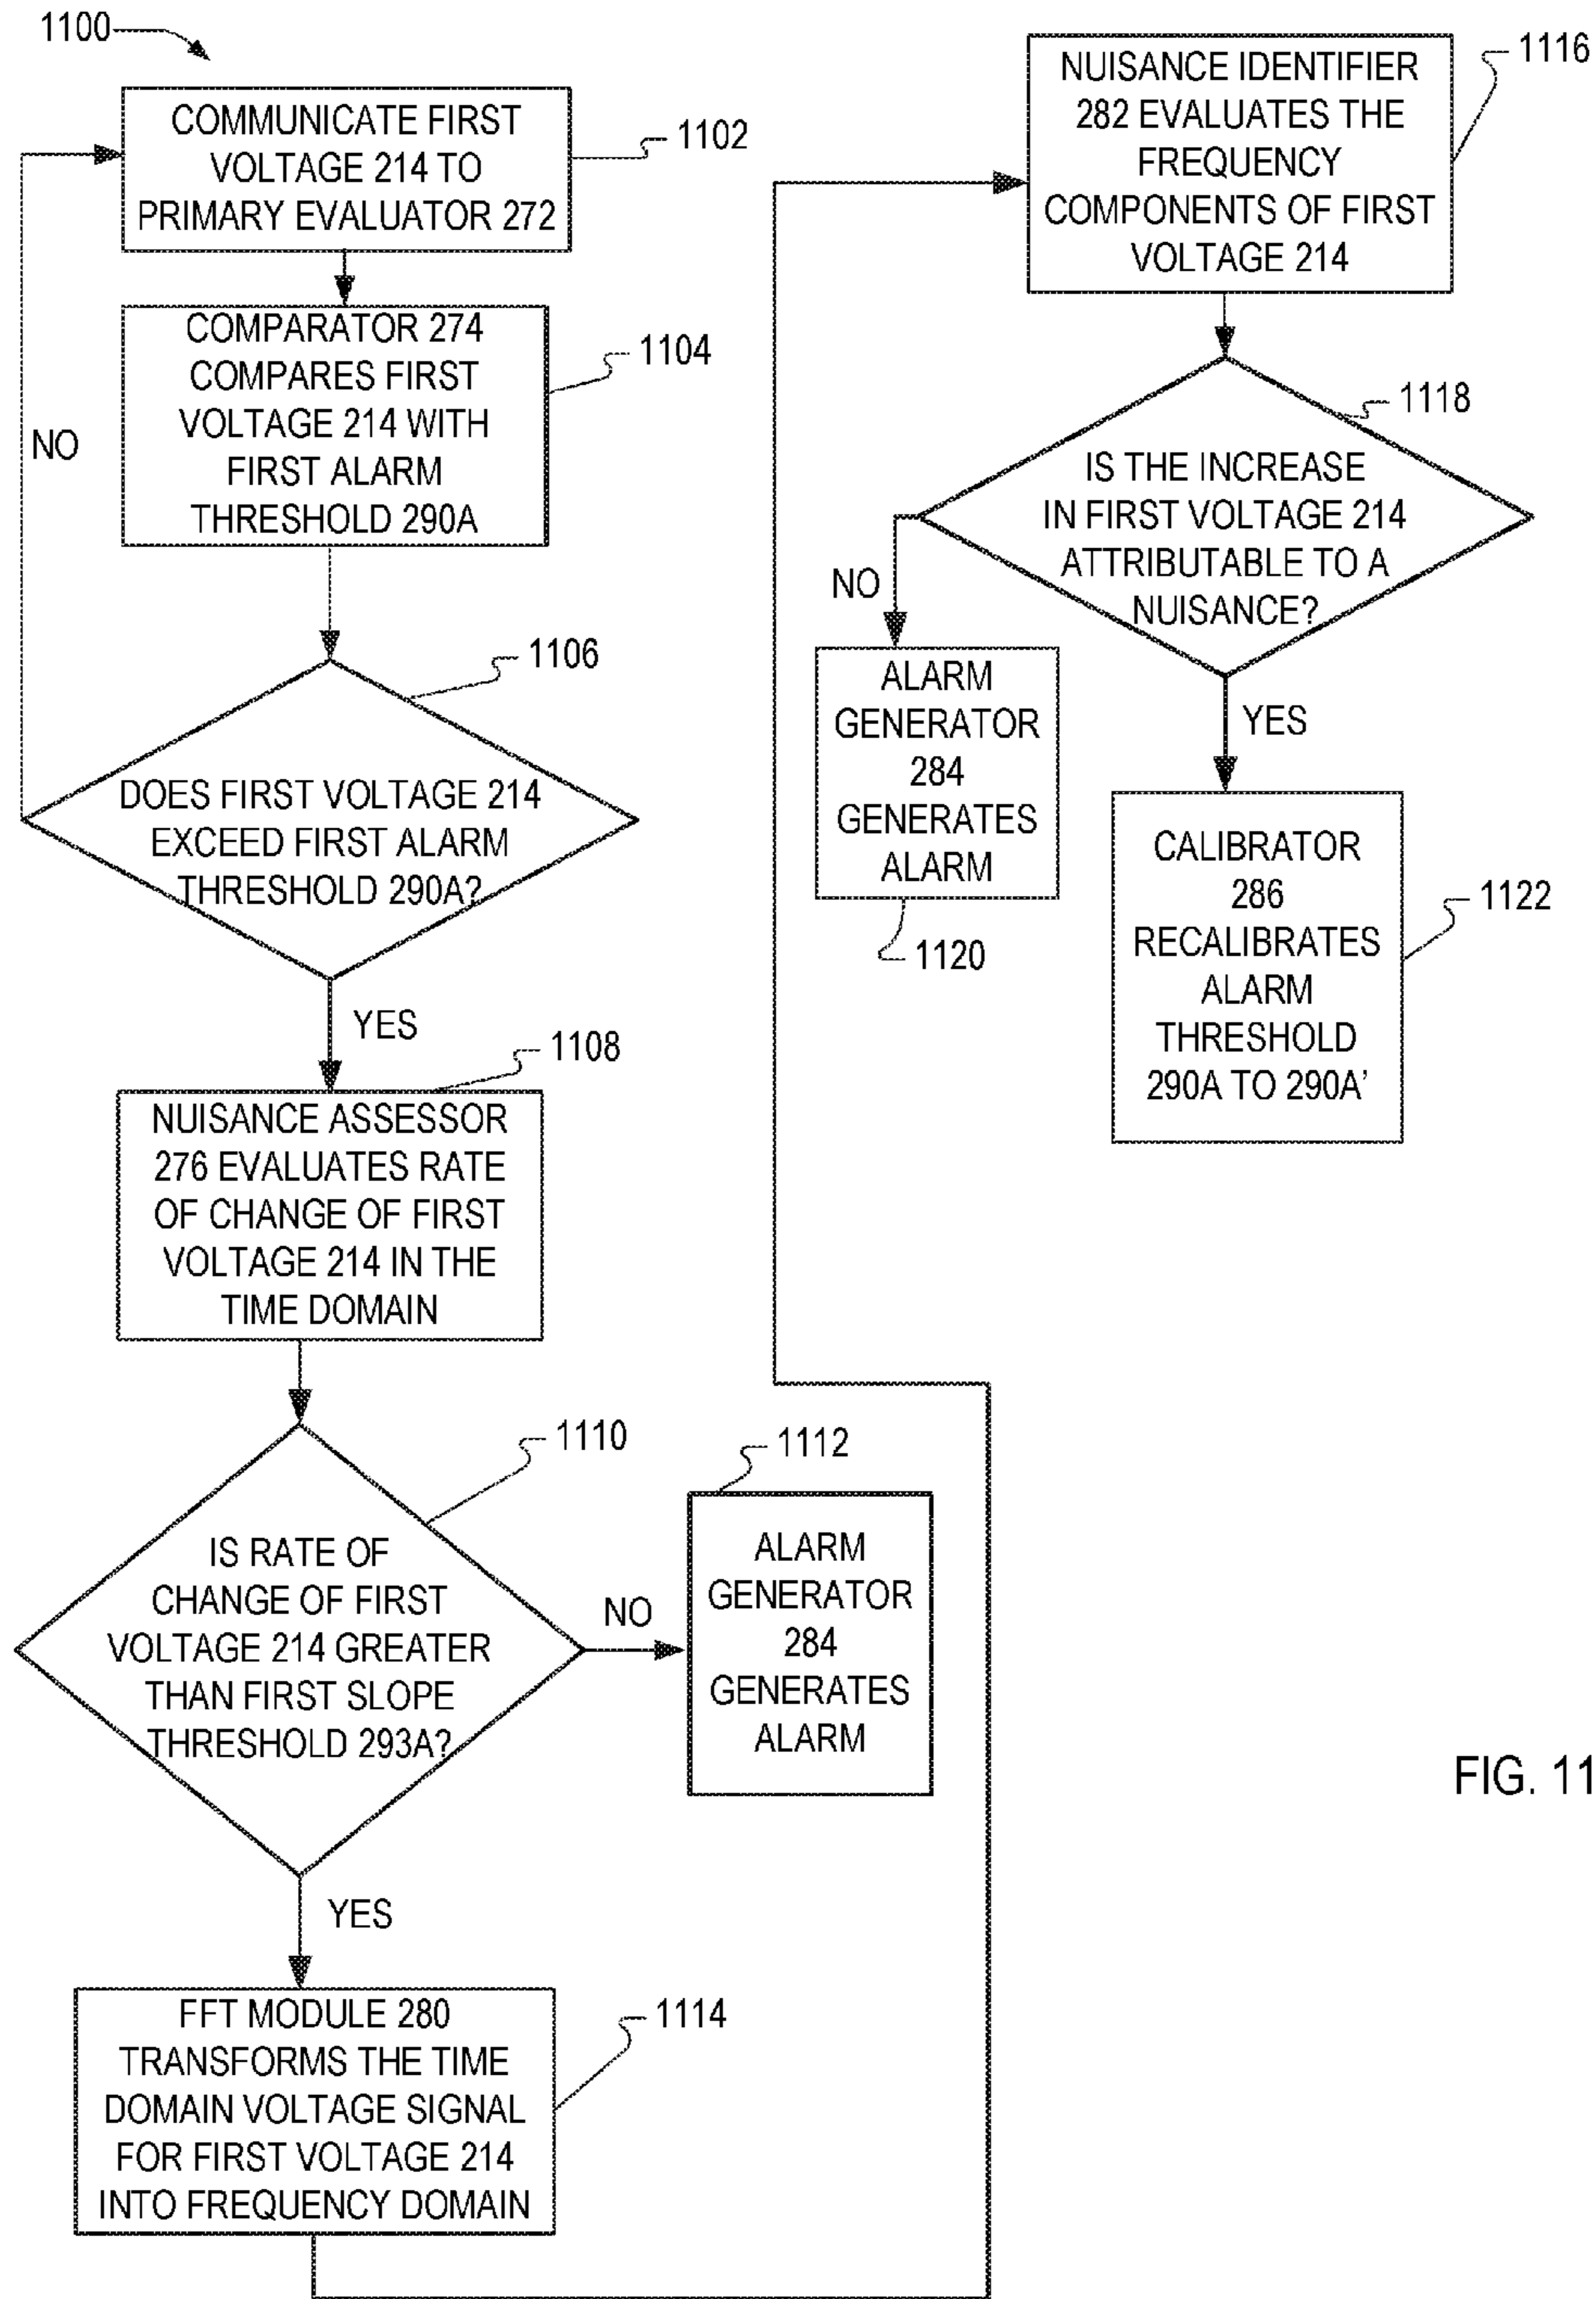 1100
COMMUNICATE FIRST
VOLTAGE 214 TO
PRIMARY EVALUATOR 272
1102
COMPARATOR 274
COMPARES FIRST
VOLTAGE 214 WITH
FIRST ALARM
THRESHOLD 290A
1104
NO
1106
DOES FIRST VOLTAGE 214
EXCEED FIRST ALARM
THRESHOLD 290A?
YES
1108
NUISANCE ASSESSOR
276 EVALUATES RATE
OF CHANGE OF FIRST
VOLTAGE 214 IN THE
TIME DOMAIN
1110
IS RATE OF
CHANGE OF FIRST
VOLTAGE 214 GREATER
THAN FIRST SLOPE
THRESHOLD 293A?
NO
1112
ALARM
GENERATOR
284
GENERATES
ALARM
YES
FFT MODULE 280
TRANSFORMS THE TIME
DOMAIN VOLTAGE SIGNAL
FOR FIRST VOLTAGE 214
INTO FREQUENCY DOMAIN
1114
NUISANCE IDENTIFIER
282 EVALUATES THE
FREQUENCY
COMPONENTS OF FIRST
VOLTAGE 214
1116
1118
IS THE INCREASE
IN FIRST VOLTAGE 214
ATTRIBUTABLE TO A
NUISANCE?
NO
ALARM
GENERATOR
284
GENERATES
ALARM
1120
YES
CALIBRATOR
286
RECALIBRATES
ALARM
THRESHOLD
290A TO 290A'
1122
FIG. 11